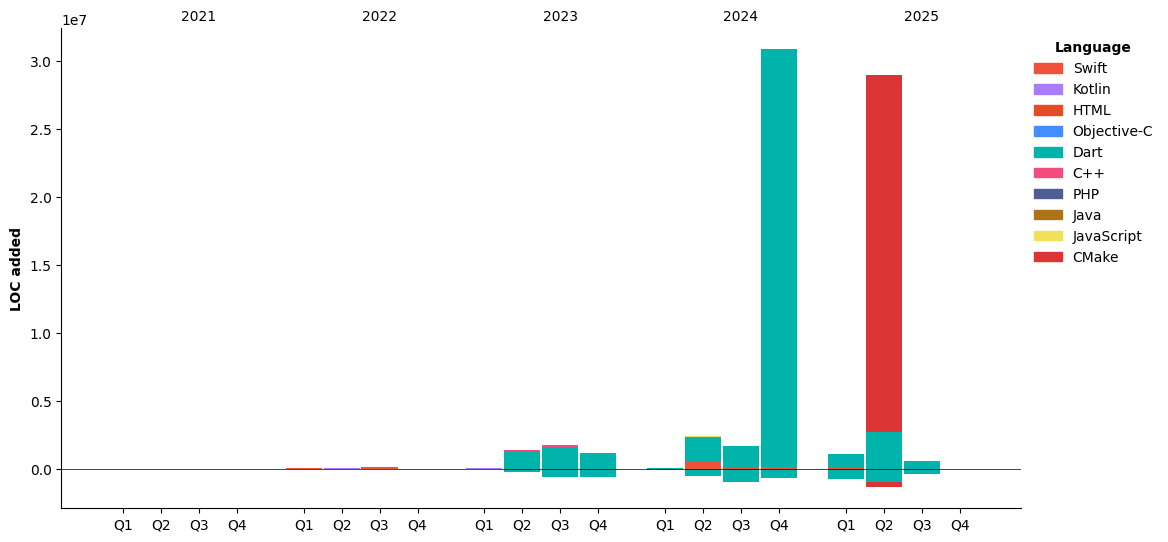 2021 2022 2023 2024 2025
1e7
3.0
2.5
2.0
1.5
1.0
0.5
0.0
LOC added
Q1 Q2 Q3 Q4 Q1 Q2 Q3 Q4 Q1 Q2 Q3 Q4 Q1 Q2 Q3 Q4 Q1 Q2 Q3 Q4
Language
Swift
Kotlin
HTML
Objective-C
Dart
C++
PHP
Java
JavaScript
CMake